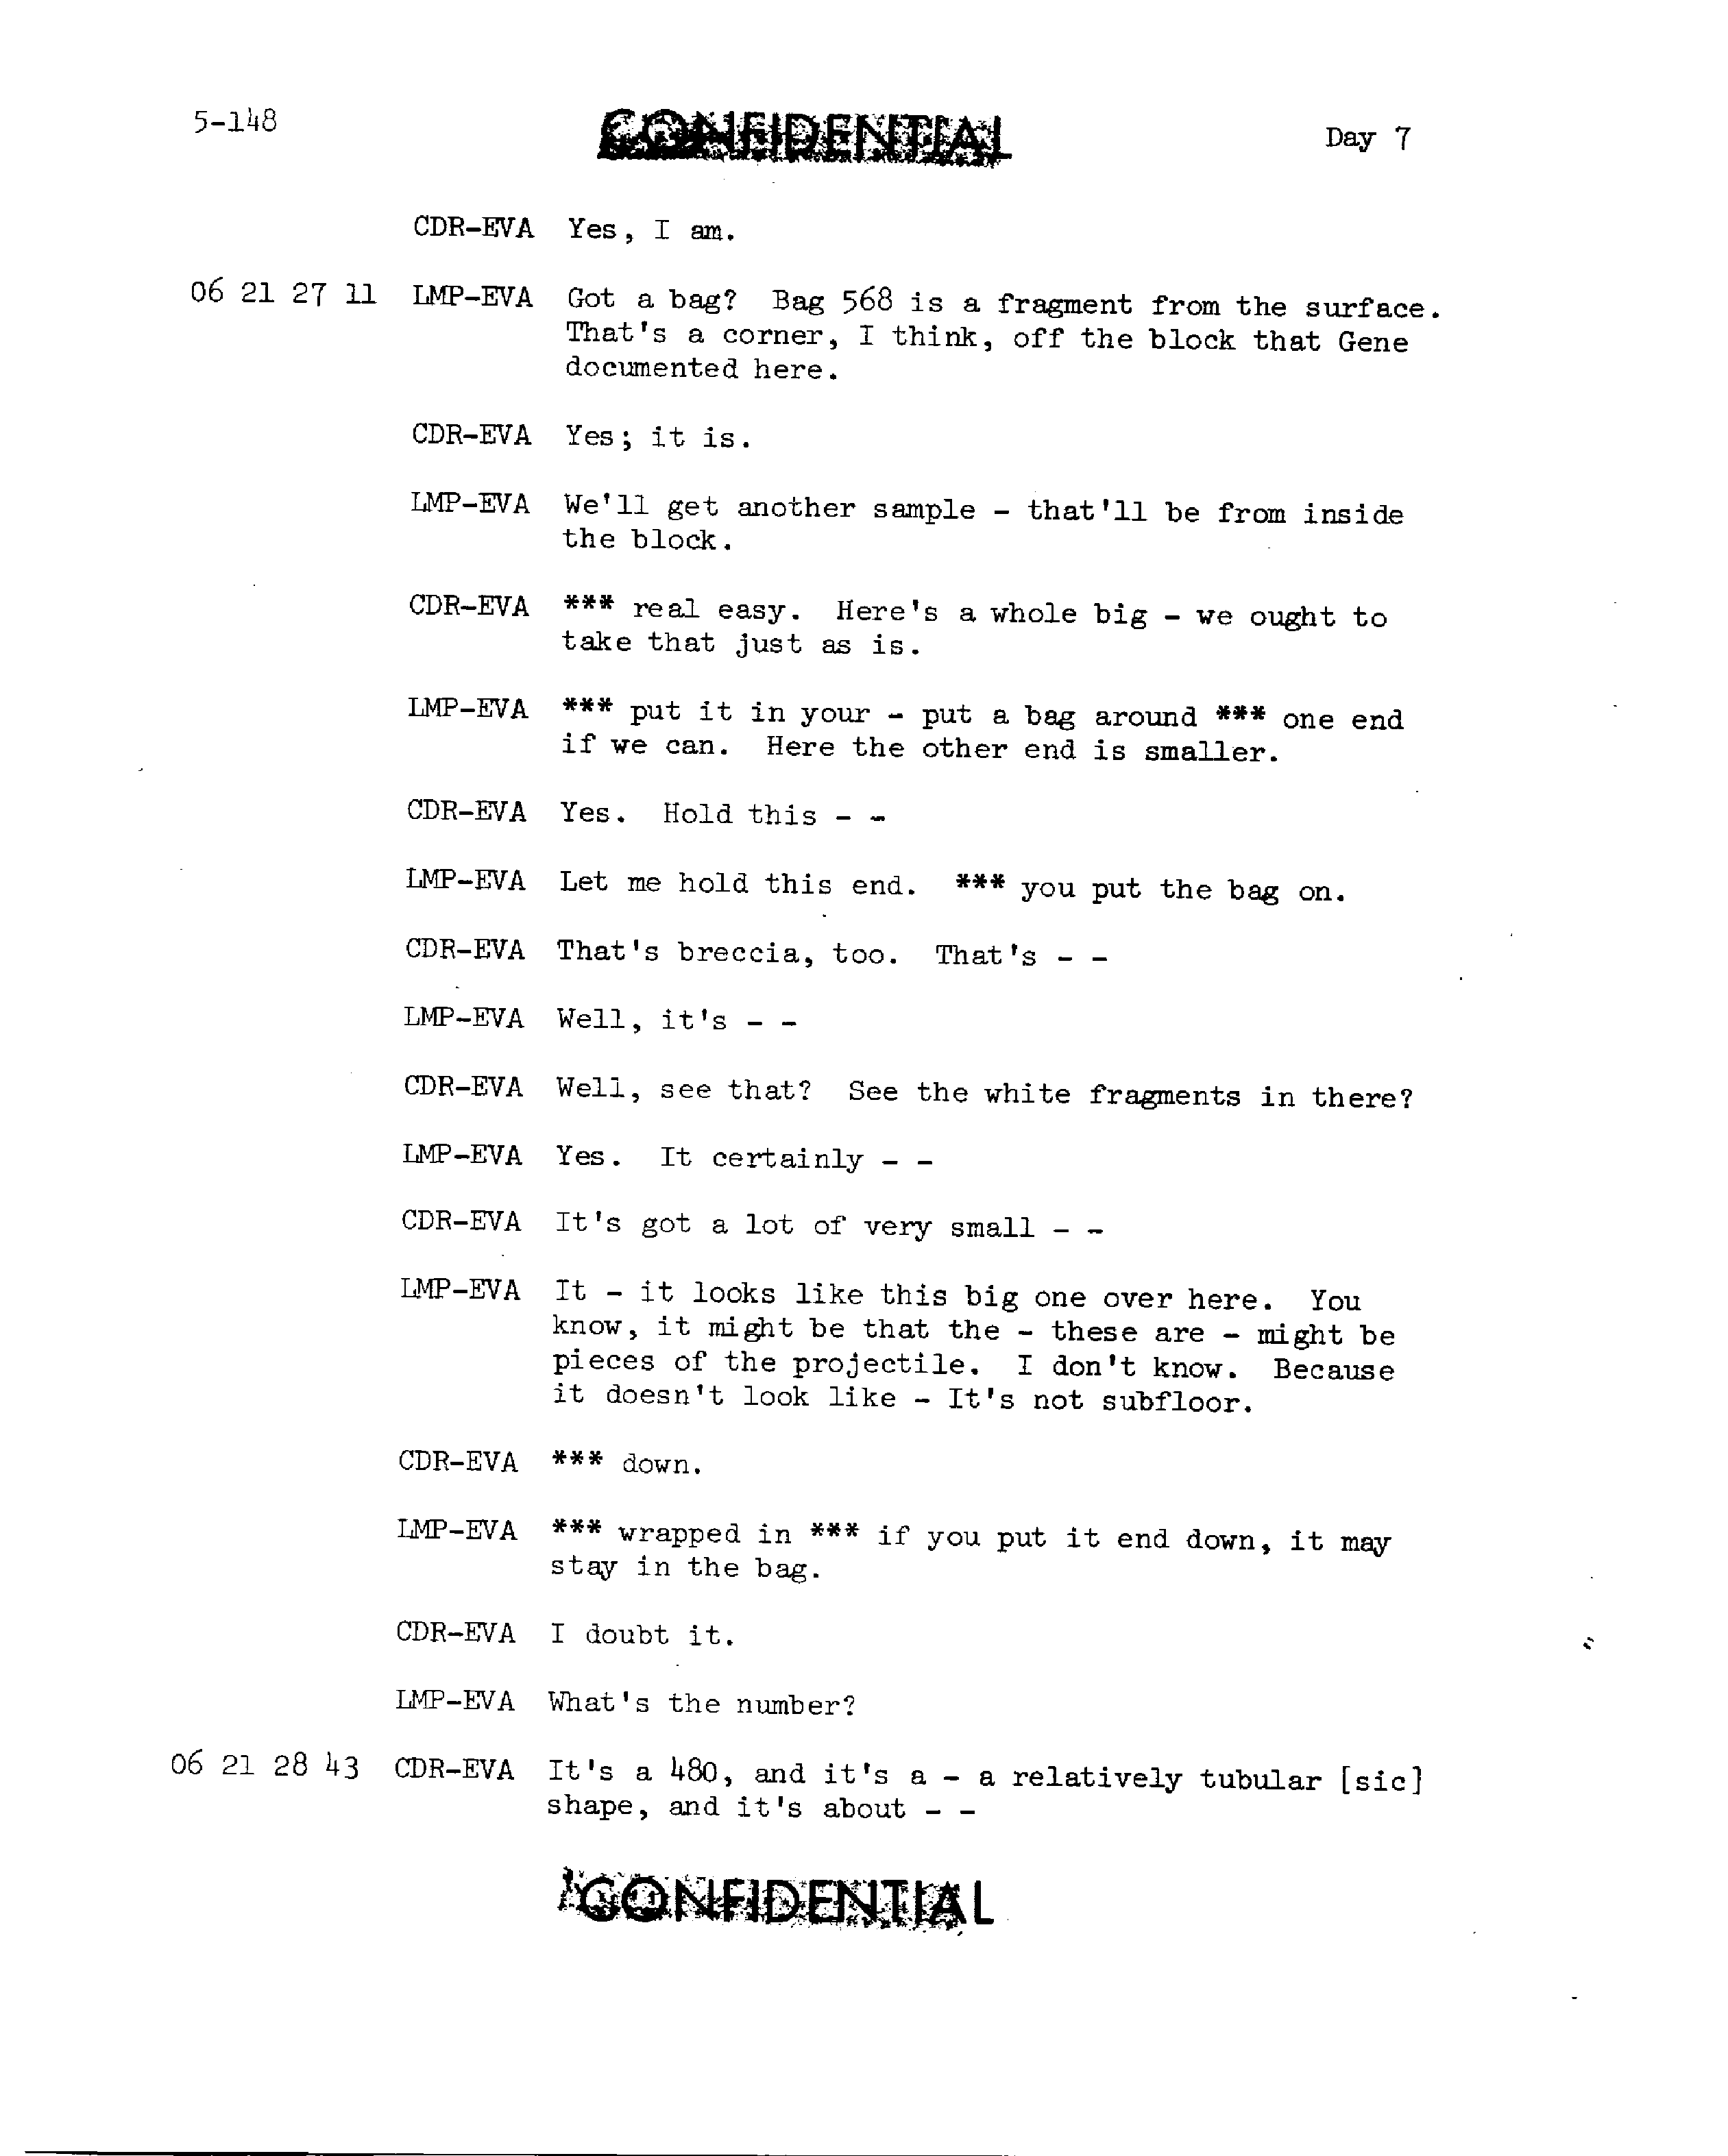 5-148
CONFIDENTIAL
Day 7
CDR-EVA Yes, I am.
06 21 27 11 LMP-EVA Got a bag? Bag 568 is a fragment from the surface.
That's a corner, I think, off the block that Gene
documented here.
CDR-EVA Yes; it is.
LMP-EVA We'll get another sample - that'll be from inside
the block.
CDR-EVA *** real easy. Here's a whole big - we ought to
take that just as is.
LMP-EVA *** put it in your - put a bag around *** one end
if we can. Here the other end is smaller.
CDR-EVA Yes. Hold this - -
LMP-EVA Let me hold this end. *** you put the bag on.
CDR-EVA That's breccia, too. That's - -
LMP-EVA Well, it's - -
CDR-EVA Well, see that? See the white fragments in there?
LMP-EVA Yes. It certainly - -
CDR-EVA It's got a lot of very small - -
LMP-EVA It - it looks like this big one over here. You
know, it might be that the - these are - might be
pieces of the projectile. I don't know. Because
it doesn't look like - It's not subfloor.
CDR-EVA *** down.
LMP-EVA *** wrapped in *** if you put it end down, it may
stay in the bag.
CDR-EVA I doubt it.
LMP-EVA What's the number?
06 21 28 43 CDR-EVA It's a 480, and it's a - a relatively tubular [sic]
shape, and it's about - -
CONFIDENTIAL